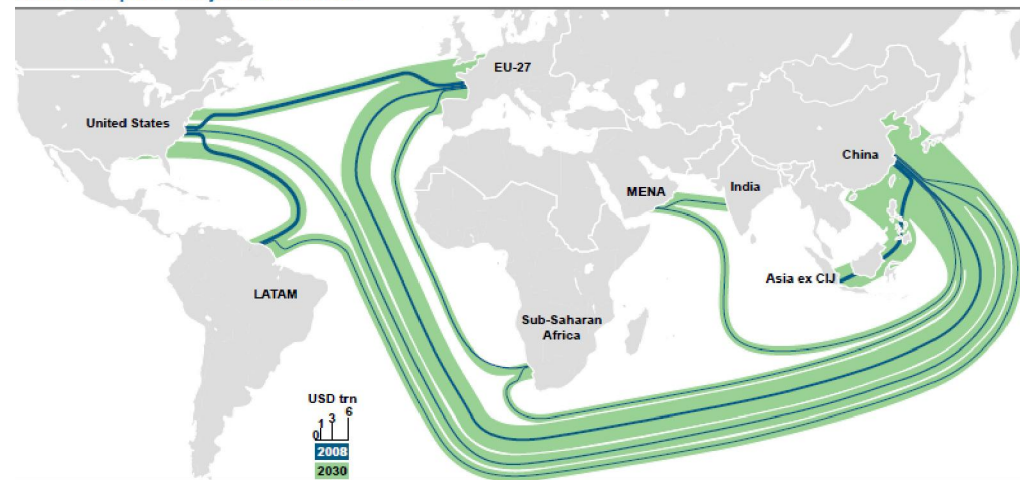 EU-27
United States
China
MENA
India
Asia ex CIJ
LATAM
Sub-Saharan
Africa
USD trn
0 1 3 6
2008
2030